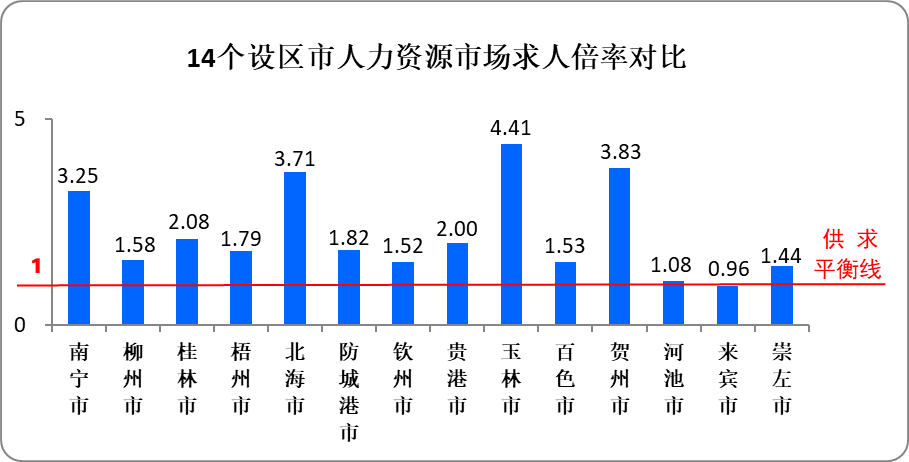 14个设区市人力资源市场求人倍率对比
5
4.41
3.83
3.71
3.25
2.08
1.58
1.79
1.82
1.52
2.00
1.53
1.08
0.96
1.44
供 求
平衡线
1
0
南宁市
柳州市
桂林市
梧州市
北海市
防城港市
钦州市
贵港市
玉林市
百色市
贺州市
河池市
来宾市
崇左市